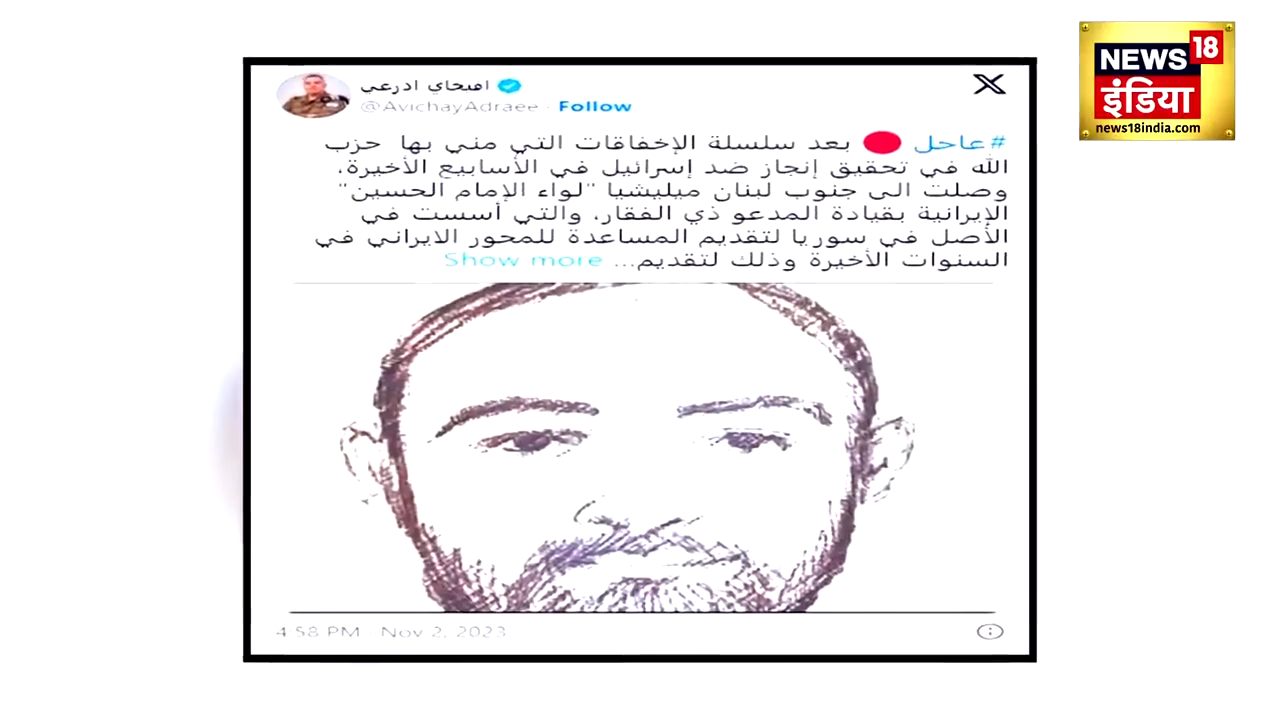 NEWS 18
इंडिया
news18india.com
افيخاي ادرعي
@AvichayAdraee · Follow
X
#عاجل 🔴 بعد سلسلة الإخفاقات التي مني بها حزب
الله في تحقيق إنجاز ضد إسرائيل في الأسابيع الأخيرة،
وصلت الى جنوب لبنان ميليشيا "لواء الإمام الحسين"
الإيرانية بقيادة المدعو ذي الفقار، والتي أسست في
الأصل في سوريا لتقديم المساعدة للمحور الايراني في
السنوات الأخيرة وذلك لتقديم... Show more
4:58 PM · Nov 2, 2023